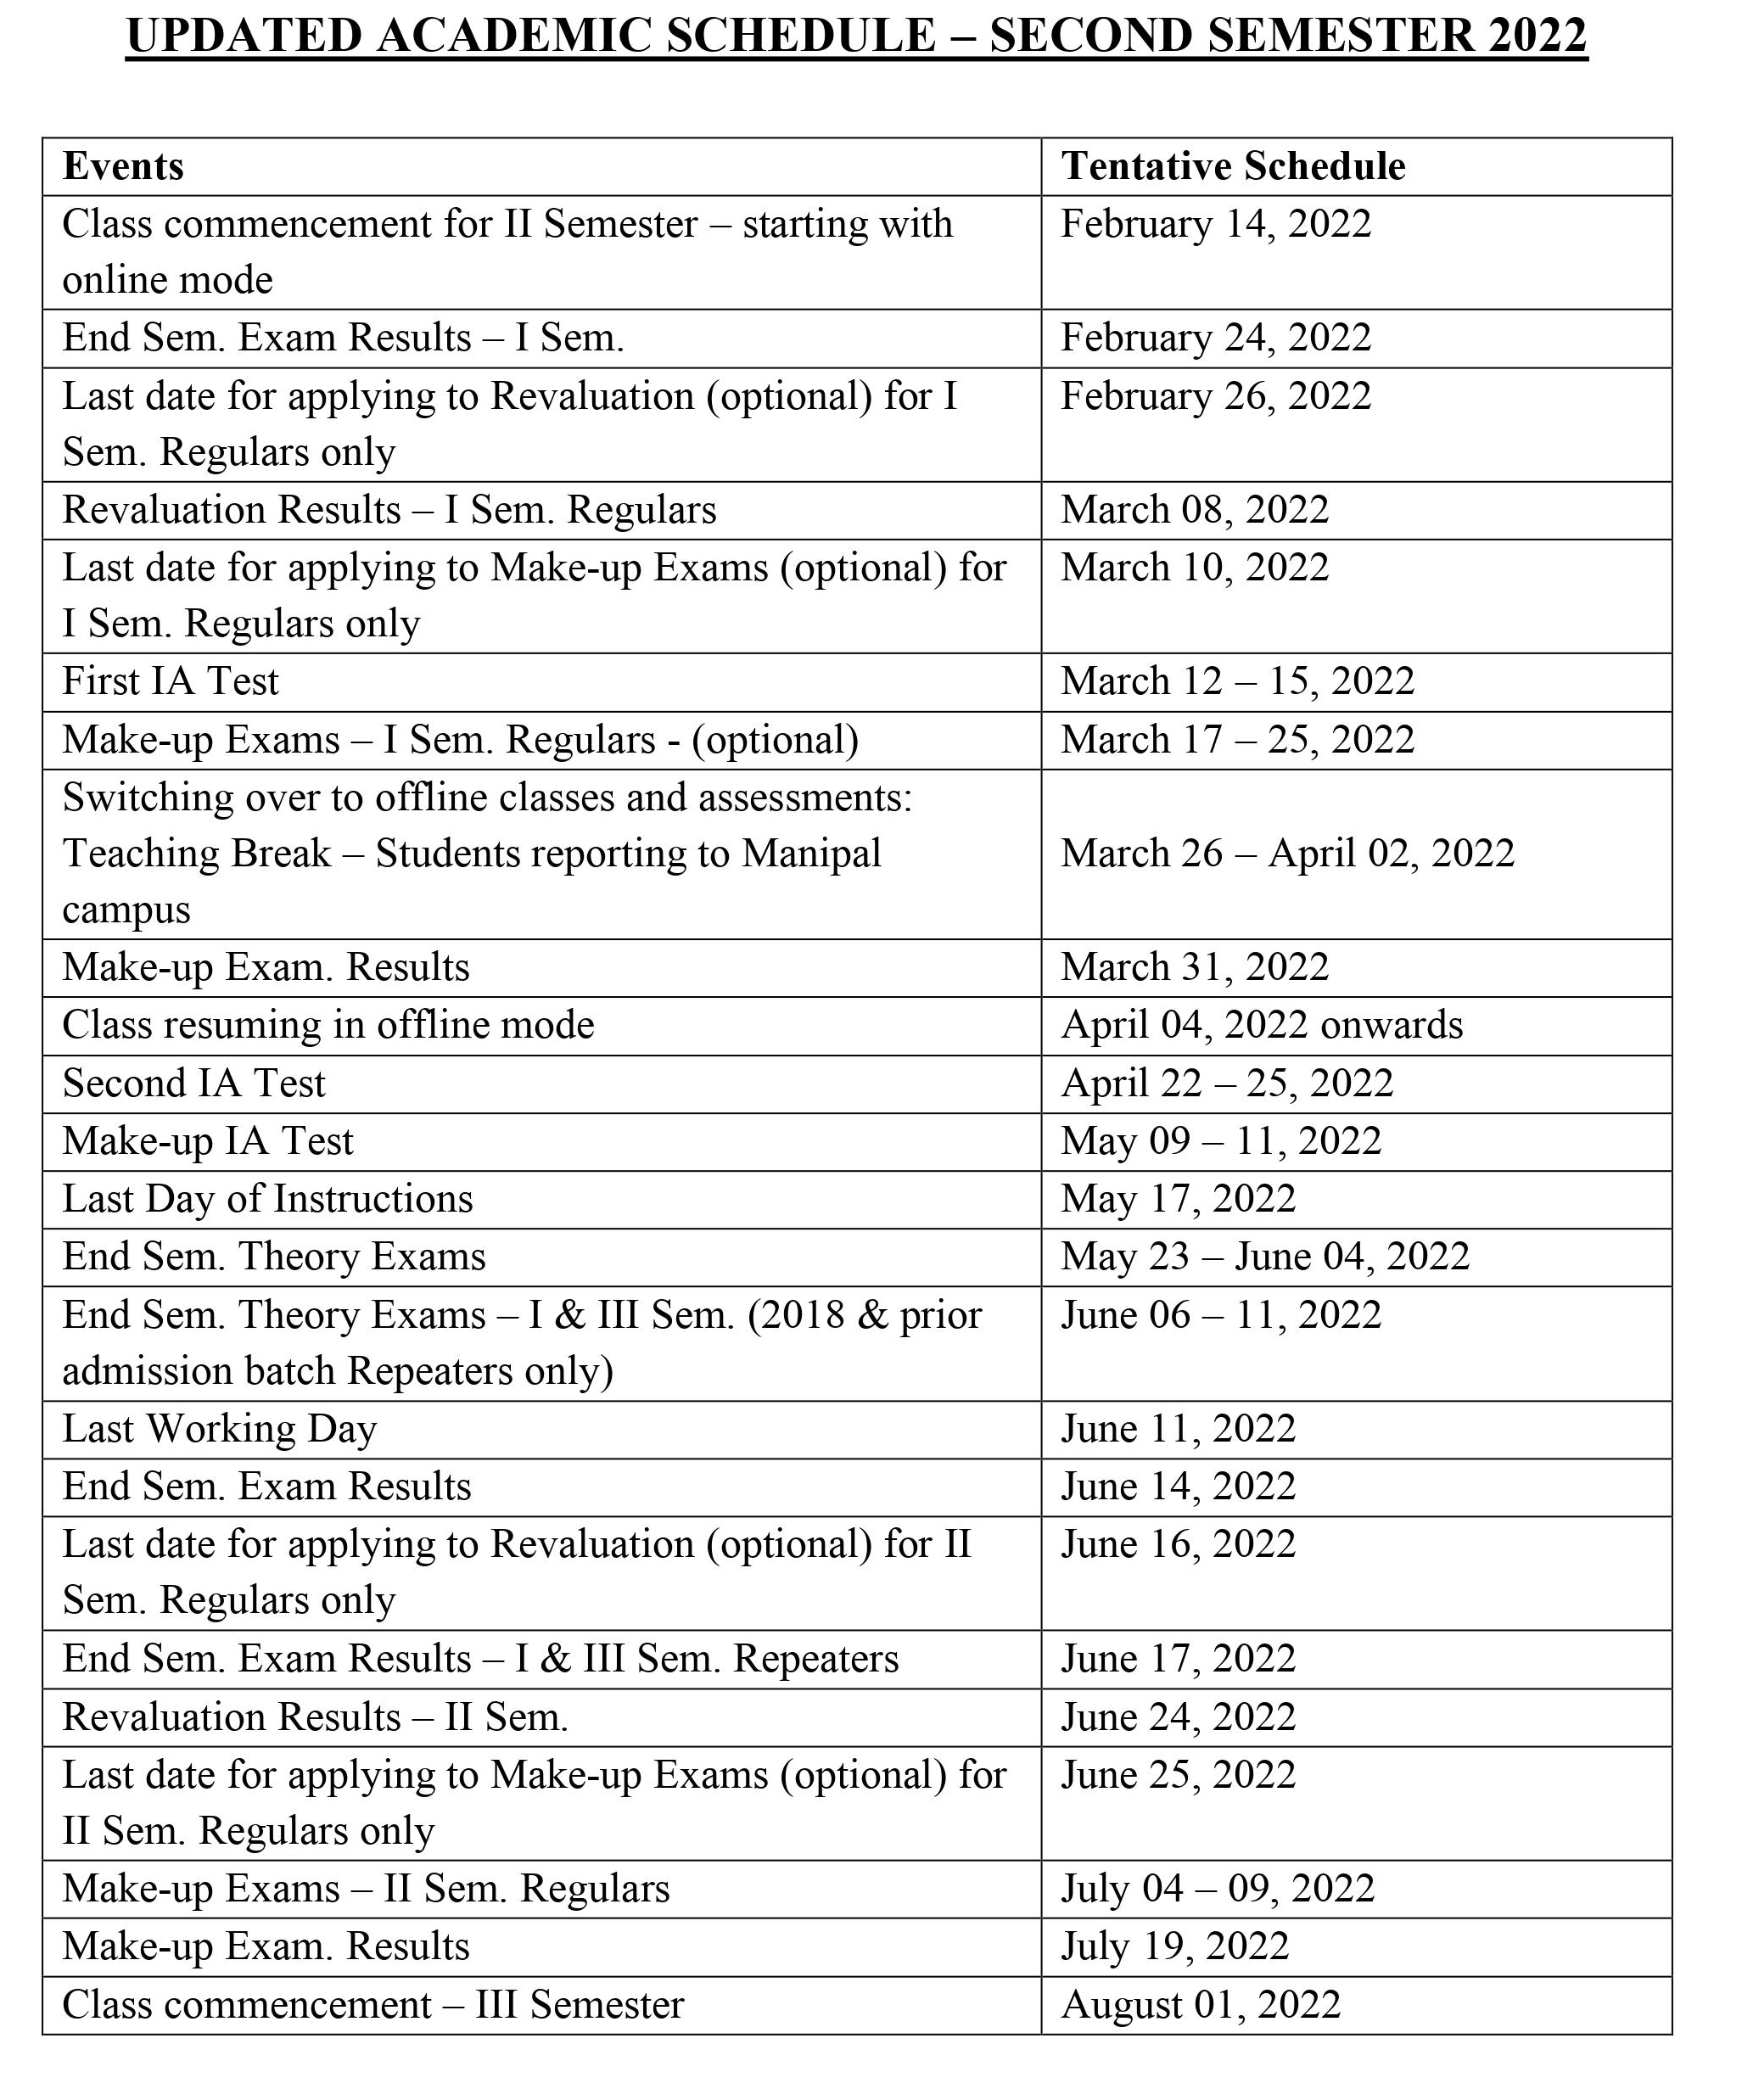 UPDATED ACADEMIC SCHEDULE – SECOND SEMESTER 2022
Events
Tentative Schedule
Class commencement for II Semester – starting with
online mode
February 14, 2022
End Sem. Exam Results – I Sem.
February 24, 2022
Last date for applying to Revaluation (optional) for I
Sem. Regulars only
February 26, 2022
Revaluation Results – I Sem. Regulars
March 08, 2022
Last date for applying to Make-up Exams (optional) for
I Sem. Regulars only
March 10, 2022
First IA Test
March 12 – 15, 2022
Make-up Exams – I Sem. Regulars - (optional)
March 17 – 25, 2022
Switching over to offline classes and assessments:
Teaching Break – Students reporting to Manipal
campus
March 26 – April 02, 2022
Make-up Exam. Results
March 31, 2022
Class resuming in offline mode
April 04, 2022 onwards
Second IA Test
April 22 – 25, 2022
Make-up IA Test
May 09 – 11, 2022
Last Day of Instructions
May 17, 2022
End Sem. Theory Exams
May 23 – June 04, 2022
End Sem. Theory Exams – I & III Sem. (2018 & prior
admission batch Repeaters only)
June 06 – 11, 2022
Last Working Day
June 11, 2022
End Sem. Exam Results
June 14, 2022
Last date for applying to Revaluation (optional) for II
Sem. Regulars only
June 16, 2022
End Sem. Exam Results – I & III Sem. Repeaters
June 17, 2022
Revaluation Results – II Sem.
June 24, 2022
Last date for applying to Make-up Exams (optional) for
II Sem. Regulars only
June 25, 2022
Make-up Exams – II Sem. Regulars
July 04 – 09, 2022
Make-up Exam. Results
July 19, 2022
Class commencement – III Semester
August 01, 2022